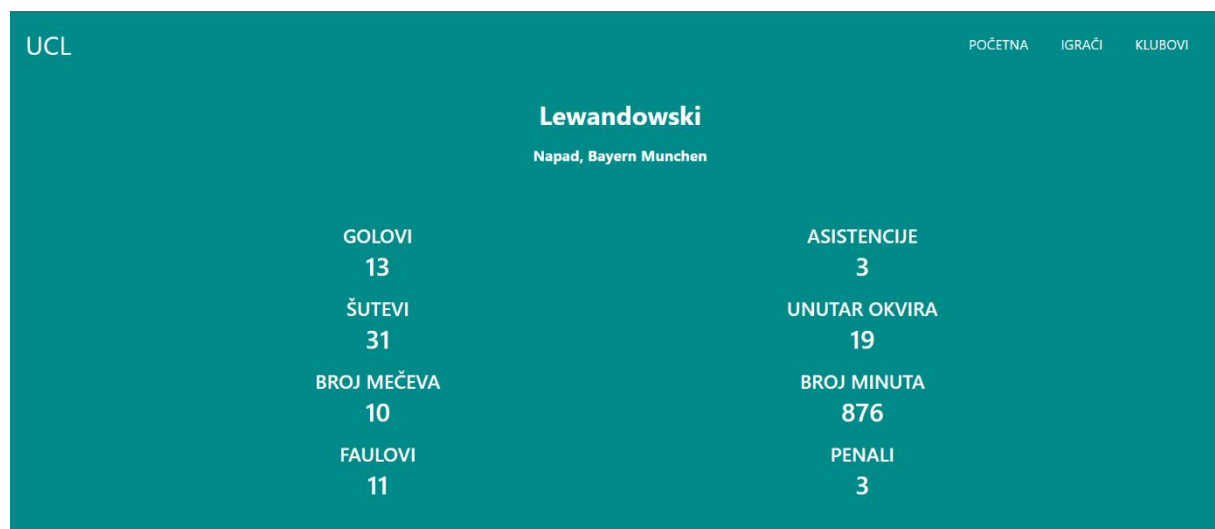 UCL
POČETNA IGRAČI KLUBOVI
Lewandowski
Napad, Bayern Munchen
GOLOVI ASISTENCIJE
13 3
ŠUTEVI UNUTAR OKVIRA
31 19
BROJ MEČEVA BROJ MINUTA
10 876
FAULOVI PENALI
11 3